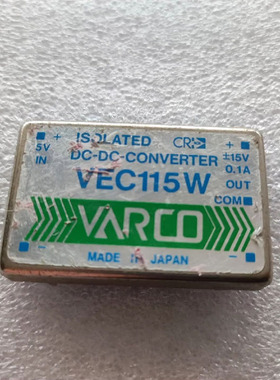 + ISOLATED CR +
5V DC-DC-CONVERTER ±15V
IN VEC115W 0.1A
OUT
COM
VARCO
- MADE IN JAPAN -